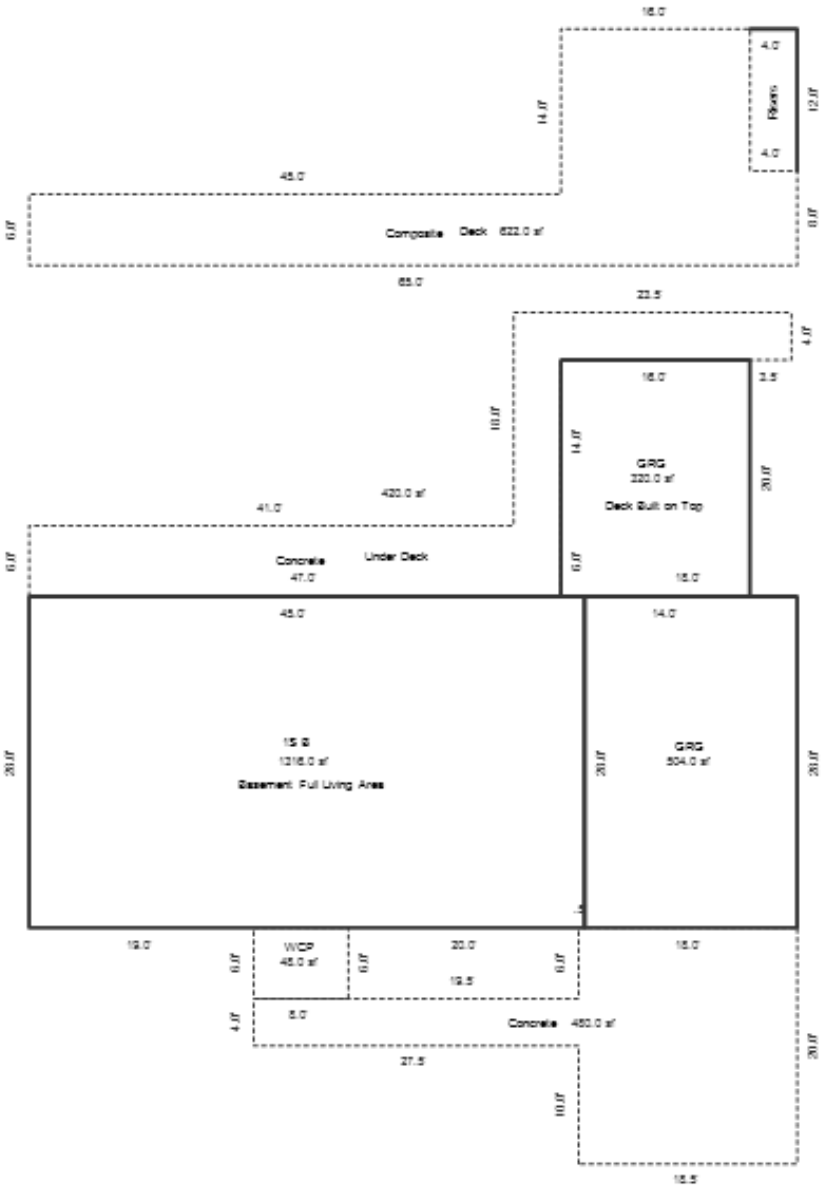 16.0'
4.0'
12.0'
Risers
14.0'
4.0'
45.0'
8.0'
6.0'
Composite Deck 622.0 sf
65.0'
23.5'
4.0'
16.0'
3.5'
18.0'
14.0'
GRG
320.0 sf
20.0'
420.0 sf
Deck Built on Top
41.0'
6.0'
Concrete
Under Deck
6.0'
47.0'
45.0'
14.0'
28.0'
1S B
1316.0 sf
Basement Full Living Area
28.0'
GRG
504.0 sf
28.0'
19.0'
WCP
48.0 sf
20.0'
18.0'
6.0'
6.0'
6.0'
19.5'
8.0'
4.0'
Concrete 480.0 sf
20.0'
27.5'
10.0'
18.5'